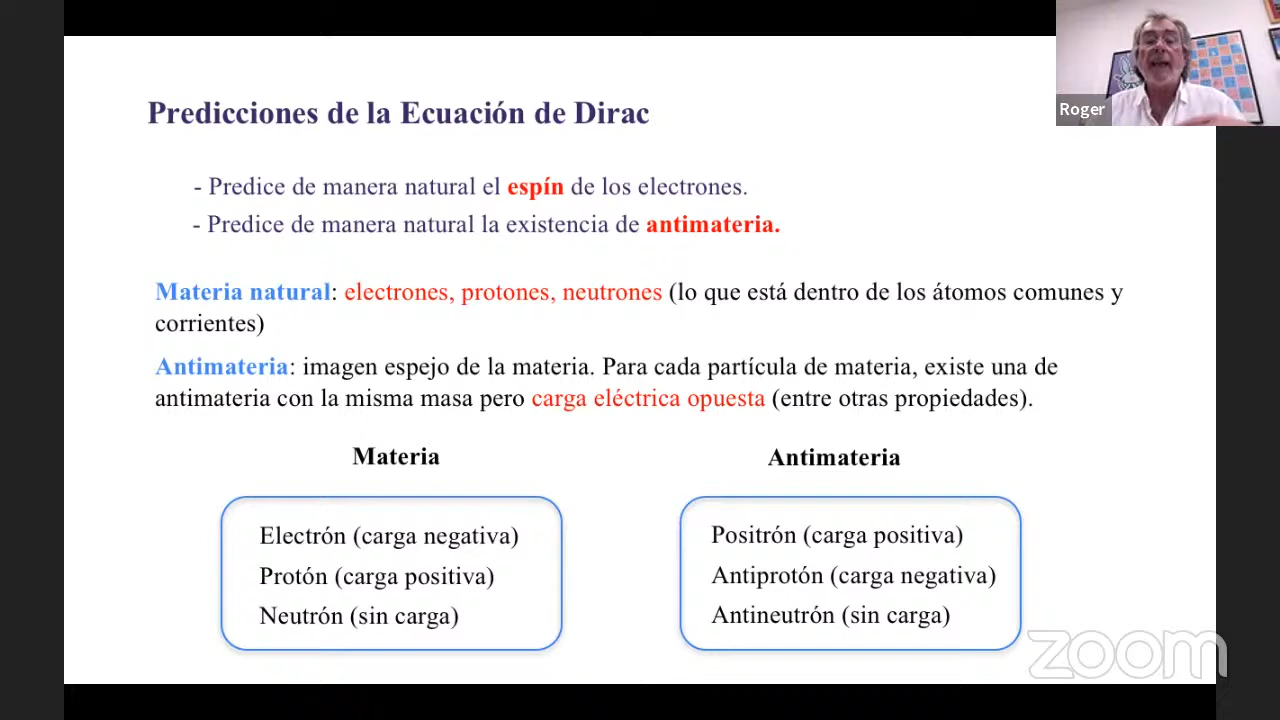 Predicciones de la Ecuación de Dirac
- Predice de manera natural el espín de los electrones.
- Predice de manera natural la existencia de antimateria.
Materia natural: electrones, protones, neutrones (lo que está dentro de los átomos comunes y
corrientes)
Antimateria: imagen espejo de la materia. Para cada partícula de materia, existe una de
antimateria con la misma masa pero carga eléctrica opuesta (entre otras propiedades).
Materia
Electrón (carga negativa)
Protón (carga positiva)
Neutrón (sin carga)
Antimateria
Positrón (carga positiva)
Antiprotón (carga negativa)
Antineutrón (sin carga)
Roger
zoom